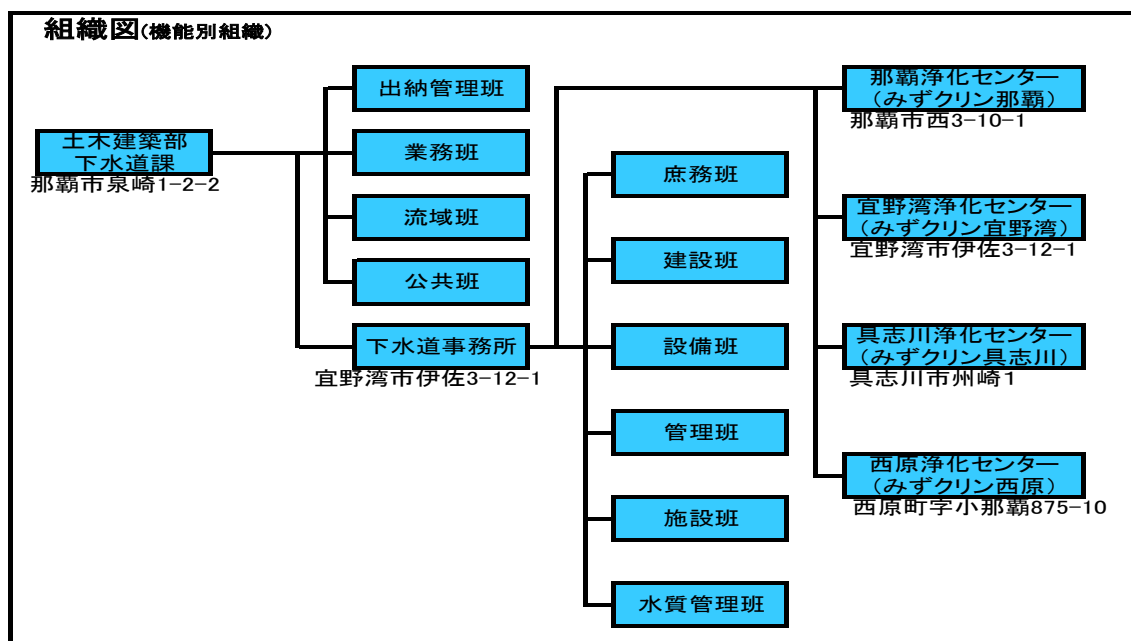 組織図(機能別組織)
土木建築部
下水道課
那覇市泉崎1-2-2
出納管理班
業務班
流域班
公共班
下水道事務所
宜野湾市伊佐3-12-1
庶務班
建設班
設備班
管理班
施設班
水質管理班
那覇浄化センター
(みずクリン那覇)
那覇市西3-10-1
宜野湾浄化センター
(みずクリン宜野湾)
宜野湾市伊佐3-12-1
具志川浄化センター
(みずクリン具志川)
具志川市州崎1
西原浄化センター
(みずクリン西原)
西原町字小那覇875-10